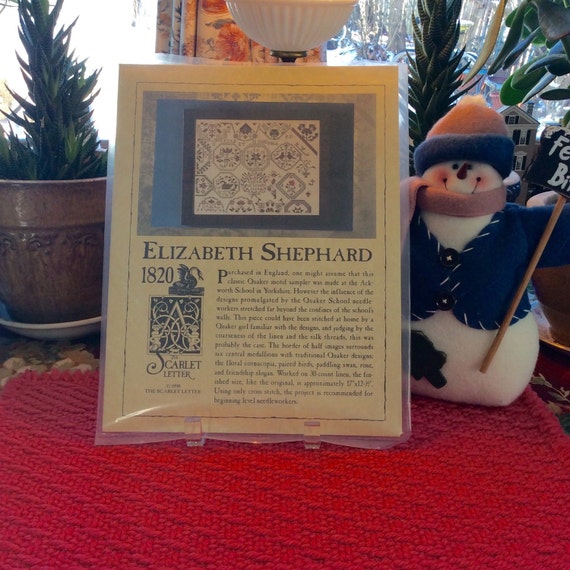 ELIZABETH SHEPHARD
1820
THE
SCARLET
LETTER
© 1998
THE SCARLET LETTER
Purchased in England, one might assume that this
classic Quaker motif sampler was made at the Ack-
worth School in Yorkshire. However the influence of the
designs promulgated by the Quaker School needle
workers stretched far beyond the confines of the school's
walls. This piece could have been stitched at home by a
Quaker girl familiar with the designs, and judging by the
coarseness of the linen and the silk threads, this was
probably the case. The border of half images surrounds
six central medallions with traditional Quaker designs:
the floral cornucopia, paired birds, paddling swan, rose,
and friendship slogan. Worked on 30-count linen, the fin-
ished size, like the original, is approximately 17"x12-½".
Using only cross stitch, the project is recommended for
beginning level needleworkers.